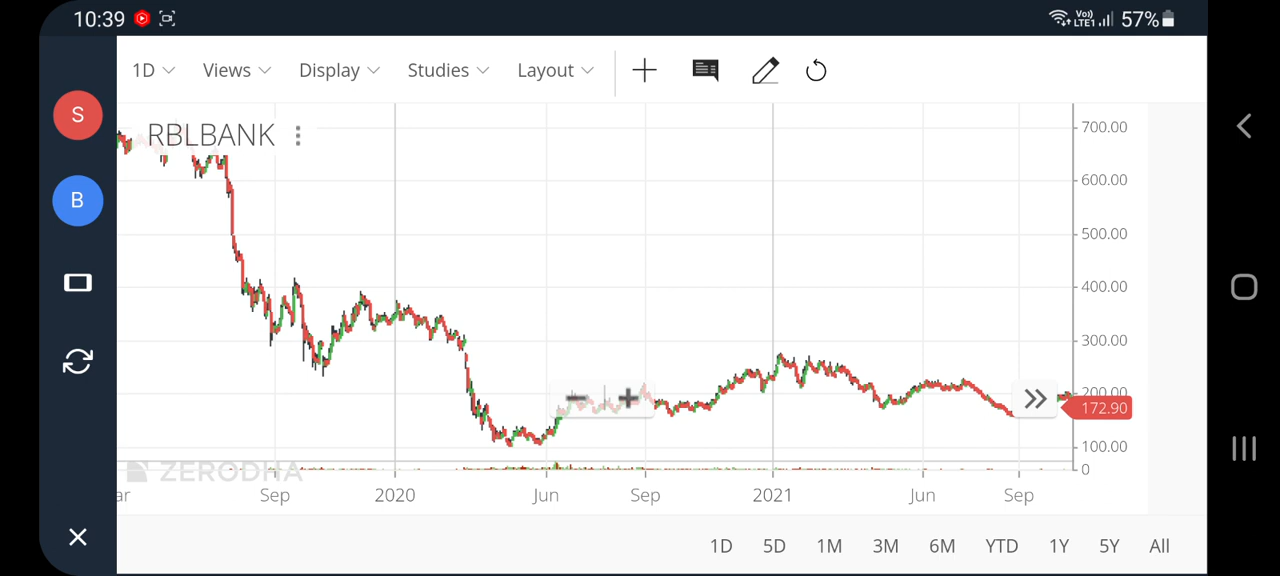 10:39 Vo)) LTE1 57%
1D Views Display Studies Layout
S
RBLBANK
B
700.00
600.00
500.00
400.00
300.00
200.00
172.90
100.00
0
ZERODHA
ar Sep 2020 Jun Sep 2021 Jun Sep
1D 5D 1M 3M 6M YTD 1Y 5Y All